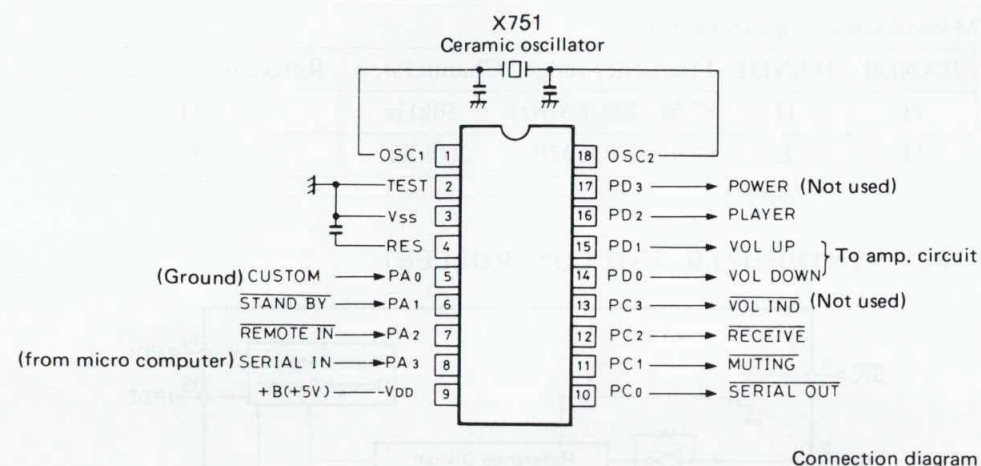 X751
Ceramic oscillator
OSC1 1
TEST 2
Vss 3
RES 4
(Ground) CUSTOM PA0 5
STAND BY PA1 6
REMOTE IN PA2 7
(from micro computer) SERIAL IN PA3 8
+B(+5V) VDD 9
18 OSC2
17 PD3 POWER (Not used)
16 PD2 PLAYER
15 PD1 VOL UP
To amp. circuit
14 PD0 VOL DOWN
13 PC3 VOL IND (Not used)
12 PC2 RECEIVE
11 PC1 MUTING
10 PC0 SERIAL OUT
Connection diagram